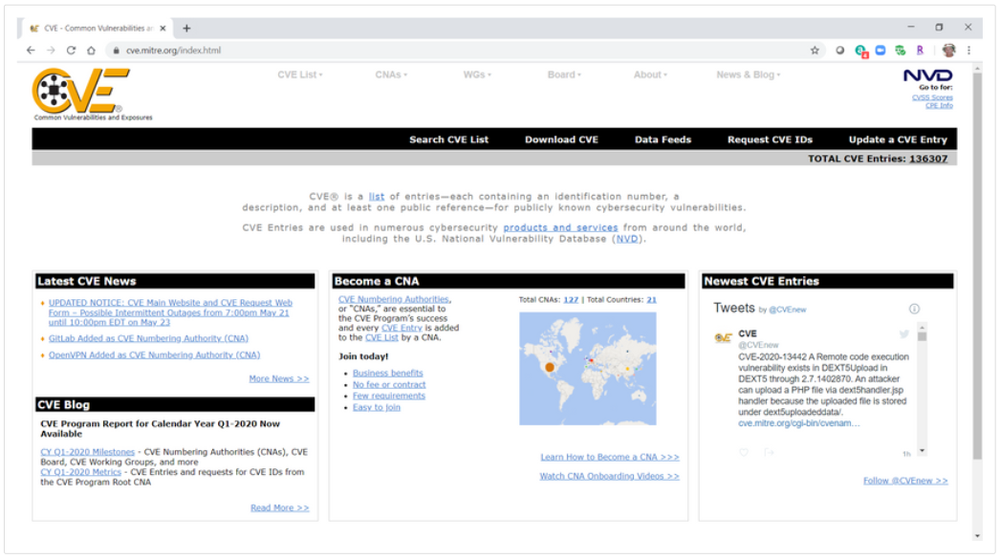 CVE - Common Vulnerabilities an
cve.mitre.org/index.html
4
R
CVE
Common Vulnerabilities and Exposures
CVE List
CNAs
WGs
Board
About
News & Blog
NVD
Go to for:
CVSS Scores
CPE Info
Search CVE List
Download CVE
Data Feeds
Request CVE IDs
Update a CVE Entry
TOTAL CVE Entries: 136307
CVE® is a list of entries—each containing an identification number, a
description, and at least one public reference—for publicly known cybersecurity vulnerabilities.
CVE Entries are used in numerous cybersecurity products and services from around the world,
including the U.S. National Vulnerability Database (NVD).
Latest CVE News
UPDATED NOTICE: CVE Main Website and CVE Request Web
Form – Possible Intermittent Outages from 7:00pm May 21
until 10:00pm EDT on May 23
GitLab Added as CVE Numbering Authority (CNA)
OpenVPN Added as CVE Numbering Authority (CNA)
More News >>
CVE Blog
CVE Program Report for Calendar Year Q1-2020 Now
Available
CY Q1-2020 Milestones - CVE Numbering Authorities (CNAs), CVE
Board, CVE Working Groups, and more
CY Q1-2020 Metrics - CVE Entries and requests for CVE IDs from
the CVE Program Root CNA
Read More >>
Become a CNA
CVE Numbering Authorities,
or "CNAs," are essential to
the CVE Program's success
and every CVE Entry is added
to the CVE List by a CNA.
Join today!
Business benefits
No fee or contract
Few requirements
Easy to join
Total CNAs: 127 | Total Countries: 21
Learn How to Become a CNA >>>
Watch CNA Onboarding Videos >>
Newest CVE Entries
Tweets by @CVEnew
CVE
@CVEnew
CVE-2020-13442 A Remote code execution
vulnerability exists in DEXT5Upload in
DEXT5 through 2.7.1402870. An attacker
can upload a PHP file via dext5handler.jsp
handler because the uploaded file is stored
under dext5uploadeddata/.
cve.mitre.org/cgi-bin/cvenam…
1h
Follow @CVEnew >>